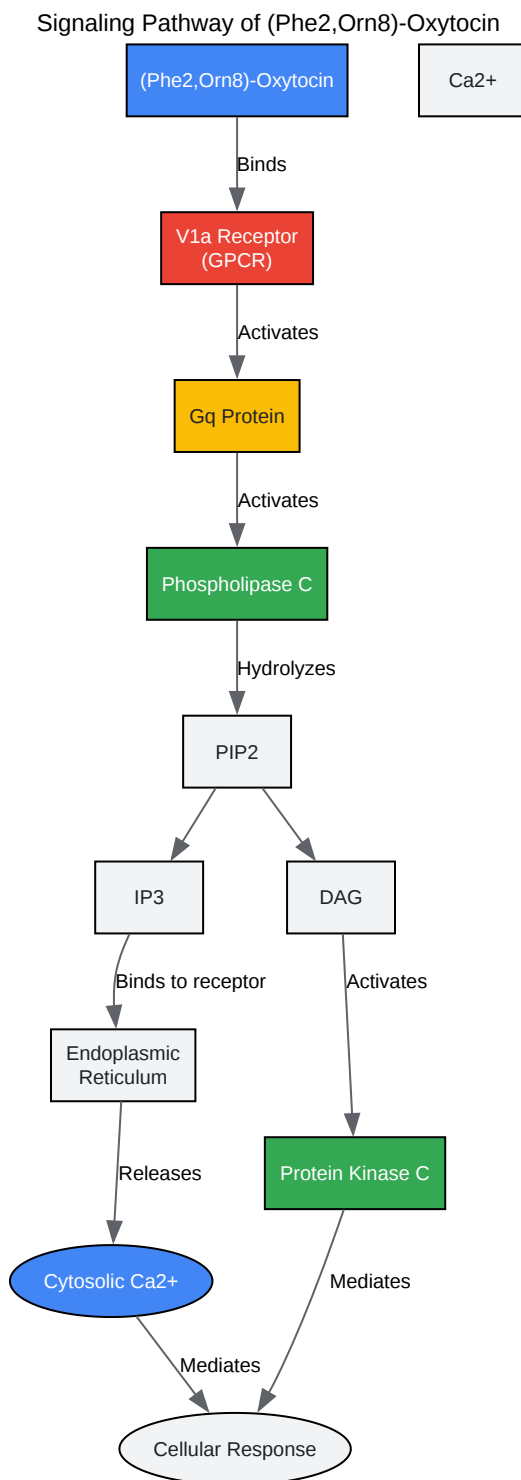 Signaling Pathway of (Phe2,Orn8)-Oxytocin
(Phe2,Orn8)-Oxytocin
Ca2+
Binds
V1a Receptor
(GPCR)
Activates
Gq Protein
Activates
Phospholipase C
Hydrolyzes
PIP2
IP3
DAG
Binds to receptor
Activates
Endoplasmic
Reticulum
Releases
Protein Kinase C
Cytosolic Ca2+
Mediates
Mediates
Cellular Response